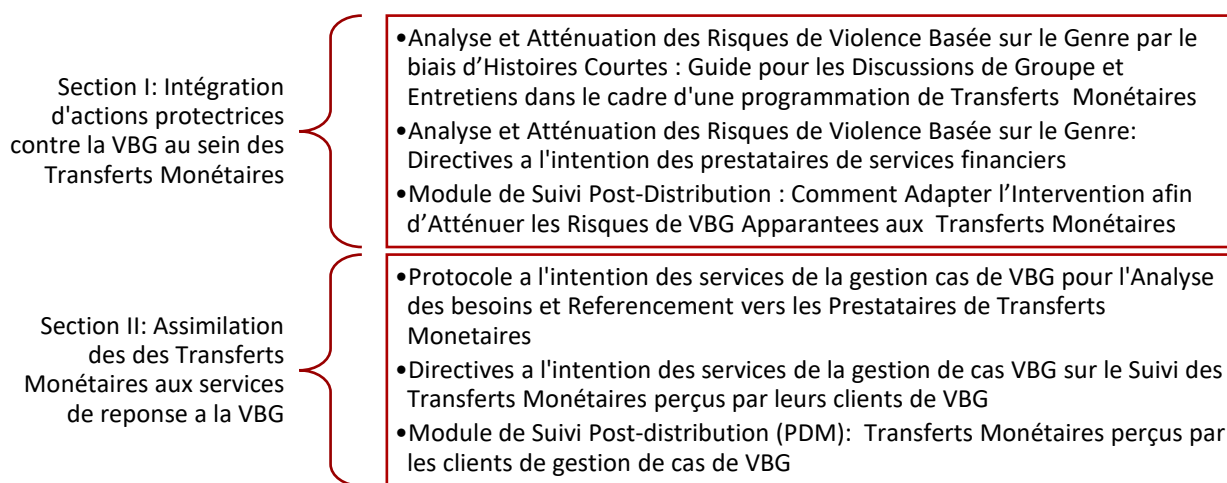 Section I: Intégration
d'actions protectrices
contre la VBG au sein des
Transferts Monétaires
•Analyse et Atténuation des Risques de Violence Basée sur le Genre par le
biais d’Histoires Courtes : Guide pour les Discussions de Groupe et
Entretiens dans le cadre d'une programmation de Transferts Monétaires
•Analyse et Atténuation des Risques de Violence Basée sur le Genre:
Directives a l'intention des prestataires de services financiers
•Module de Suivi Post-Distribution : Comment Adapter l’Intervention afin
d’Atténuer les Risques de VBG Apparantees aux Transferts Monétaires
Section II: Assimilation
des des Transferts
Monétaires aux services
de reponse a la VBG
•Protocole a l'intention des services de la gestion cas de VBG pour l'Analyse
des besoins et Referencement vers les Prestataires de Transferts
Monetaires
•Directives a l'intention des services de la gestion de cas VBG sur le Suivi des
Transferts Monétaires perçus par leurs clients de VBG
•Module de Suivi Post-distribution (PDM): Transferts Monétaires perçus par
les clients de gestion de cas de VBG